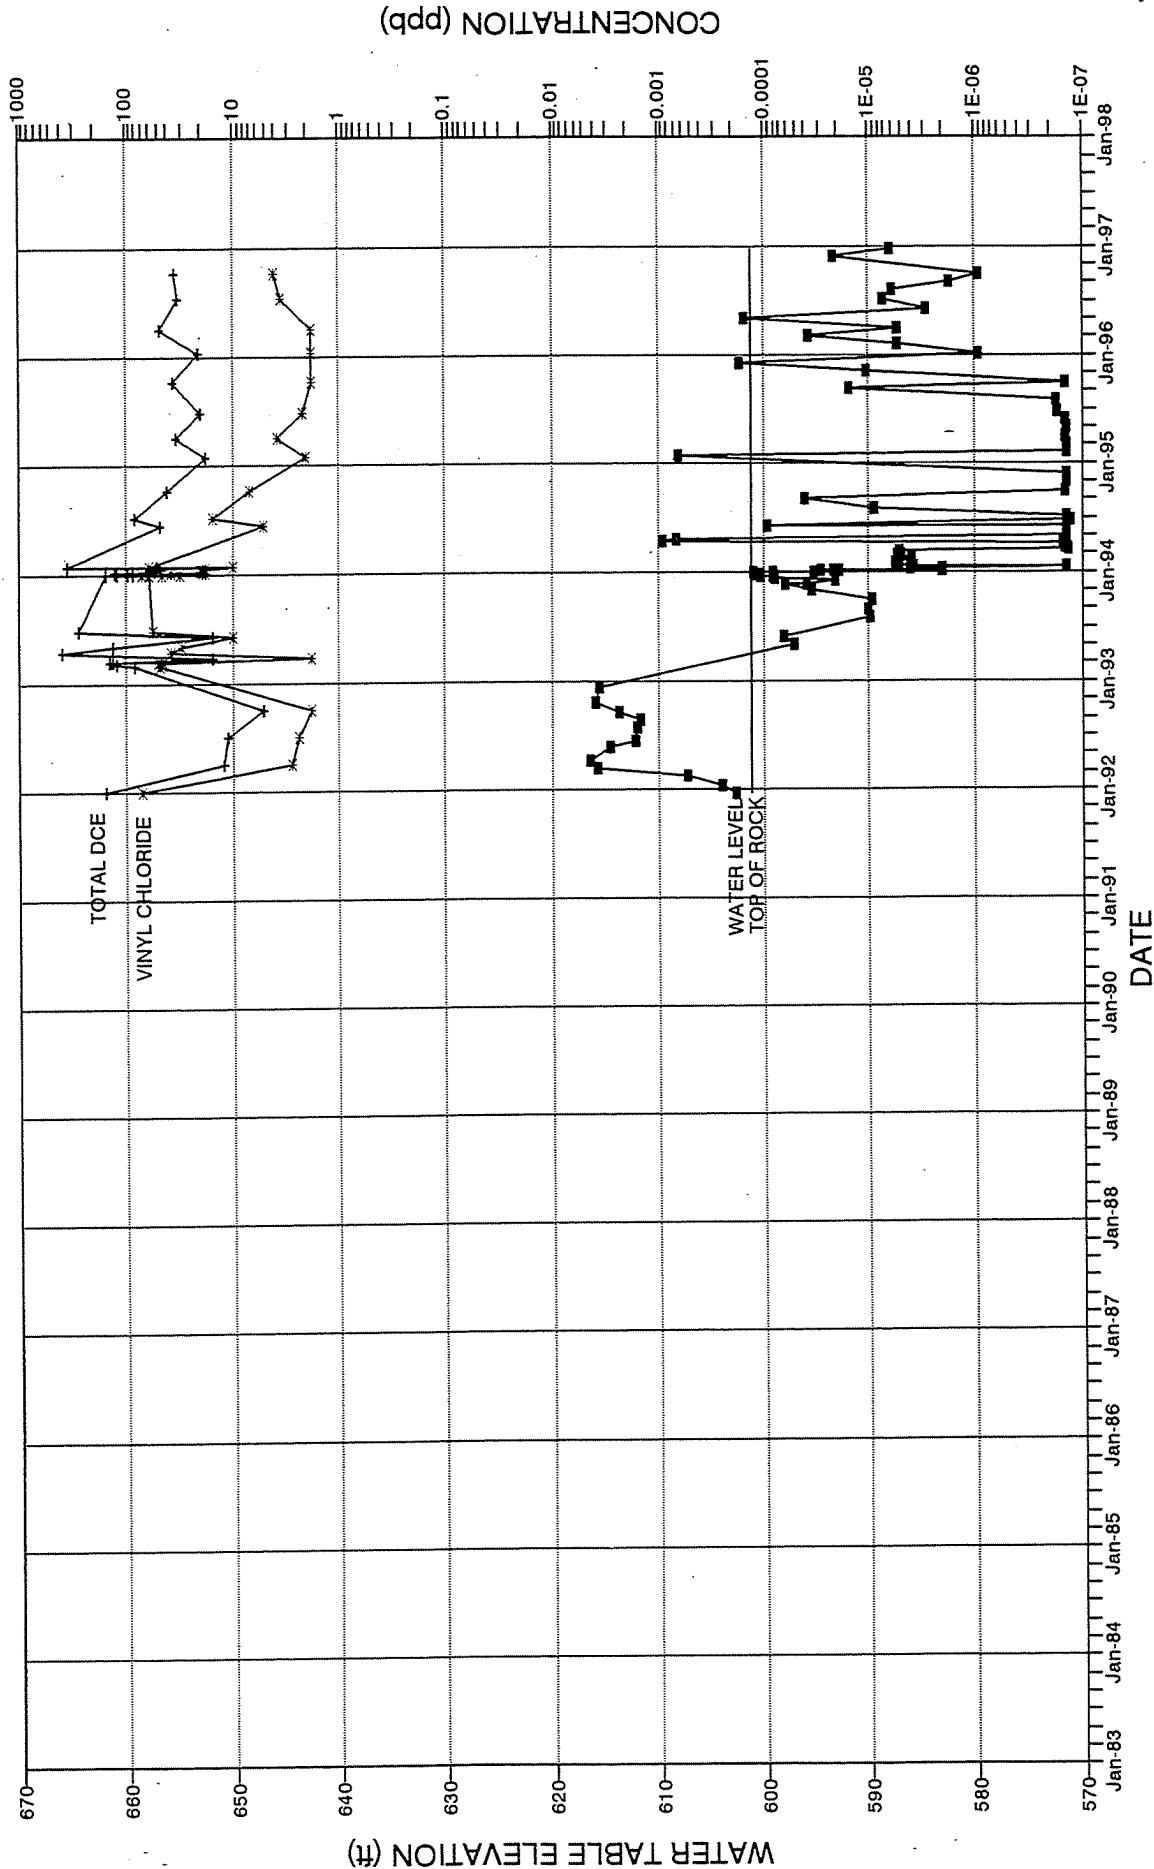 CONCENTRATION (ppb)
1000
100
10
1
0.1
0.01
0.001
0.0001
1E-05
1E-06
1E-07
TOTAL DCE
VINYL CHLORIDE
WATER LEVEL
TOP OF ROCK
670
660
650
640
630
620
610
600
590
580
570
WATER TABLE ELEVATION (ft)
Jan-83
Jan-84
Jan-85
Jan-86
Jan-87
Jan-88
Jan-89
Jan-90
Jan-91
Jan-92
Jan-93
Jan-94
Jan-95
Jan-96
Jan-97
Jan-98
DATE